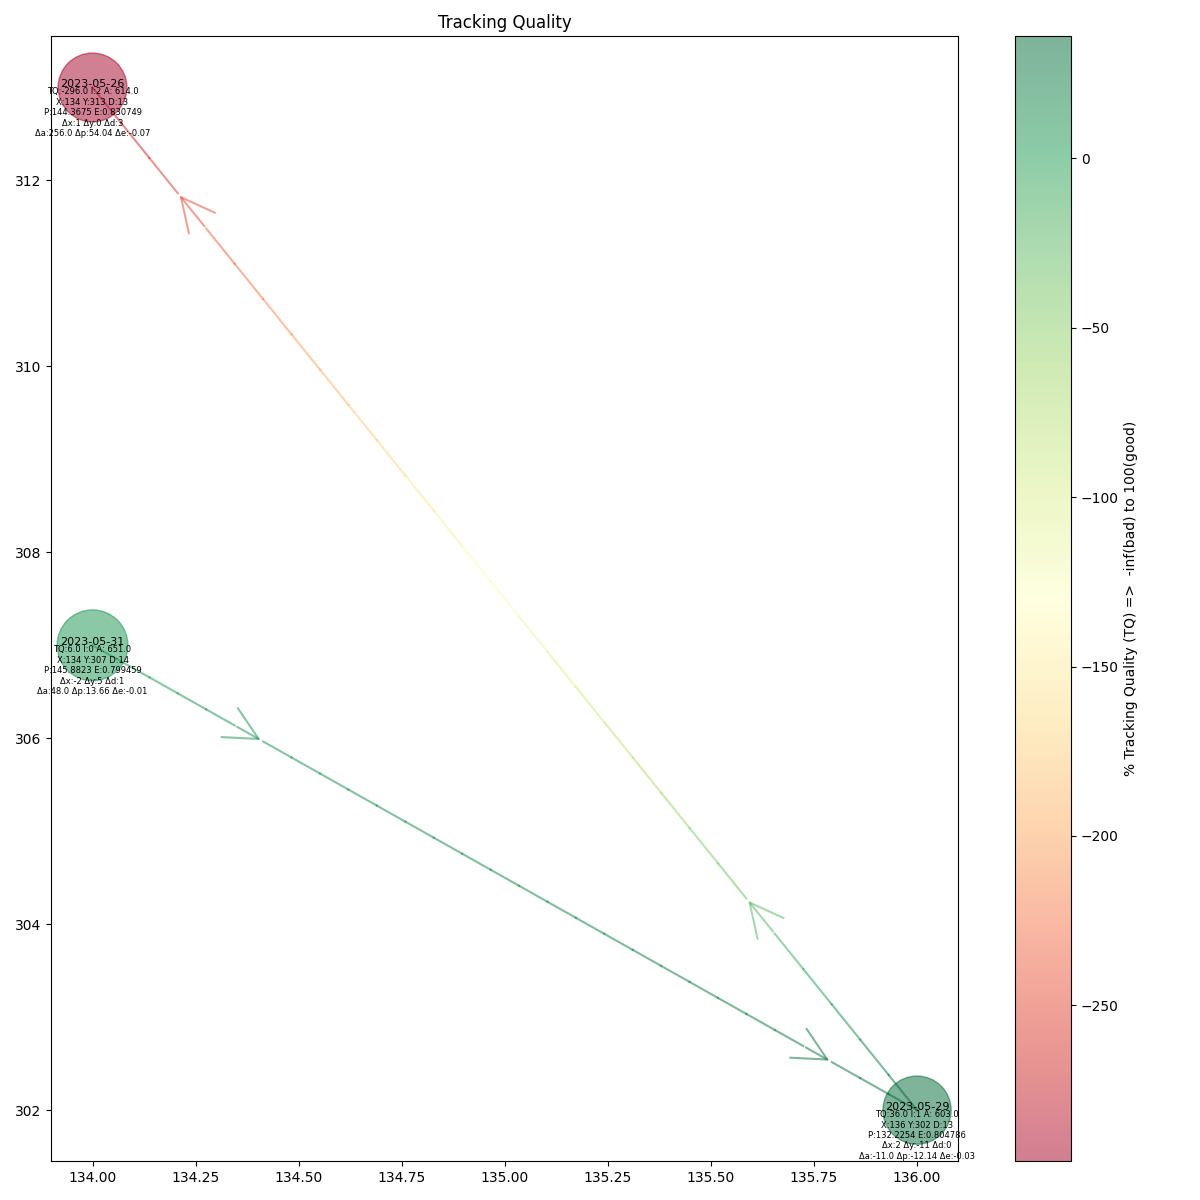 Tracking Quality
2023-05-26
TQ:-296.0 I:2 A: 614.0
X:134 Y:313 D:13
P:144.3675 E:0.830749
Δx:1 Δy:0 Δd:3
Δa:256.0 Δp:54.04 Δe:-0.07
2023-05-31
TQ:6.0 I:0 A: 651.0
X:134 Y:307 D:14
P:145.8823 E:0.799459
Δx:-2 Δy:5 Δd:1
Δa:48.0 Δp:13.66 Δe:-0.01
2023-05-29
TQ:36.0 I:1 A: 603.0
X:136 Y:302 D:13
P:132.2254 E:0.804786
Δx:2 Δy:-11 Δd:0
Δa:-11.0 Δp:-12.14 Δe:-0.03
312
310
308
306
304
302
134.00 134.25 134.50 134.75 135.00 135.25 135.50 135.75 136.00
0
−50
−100
−150
−200
−250
% Tracking Quality (TQ) => -inf(bad) to 100(good)